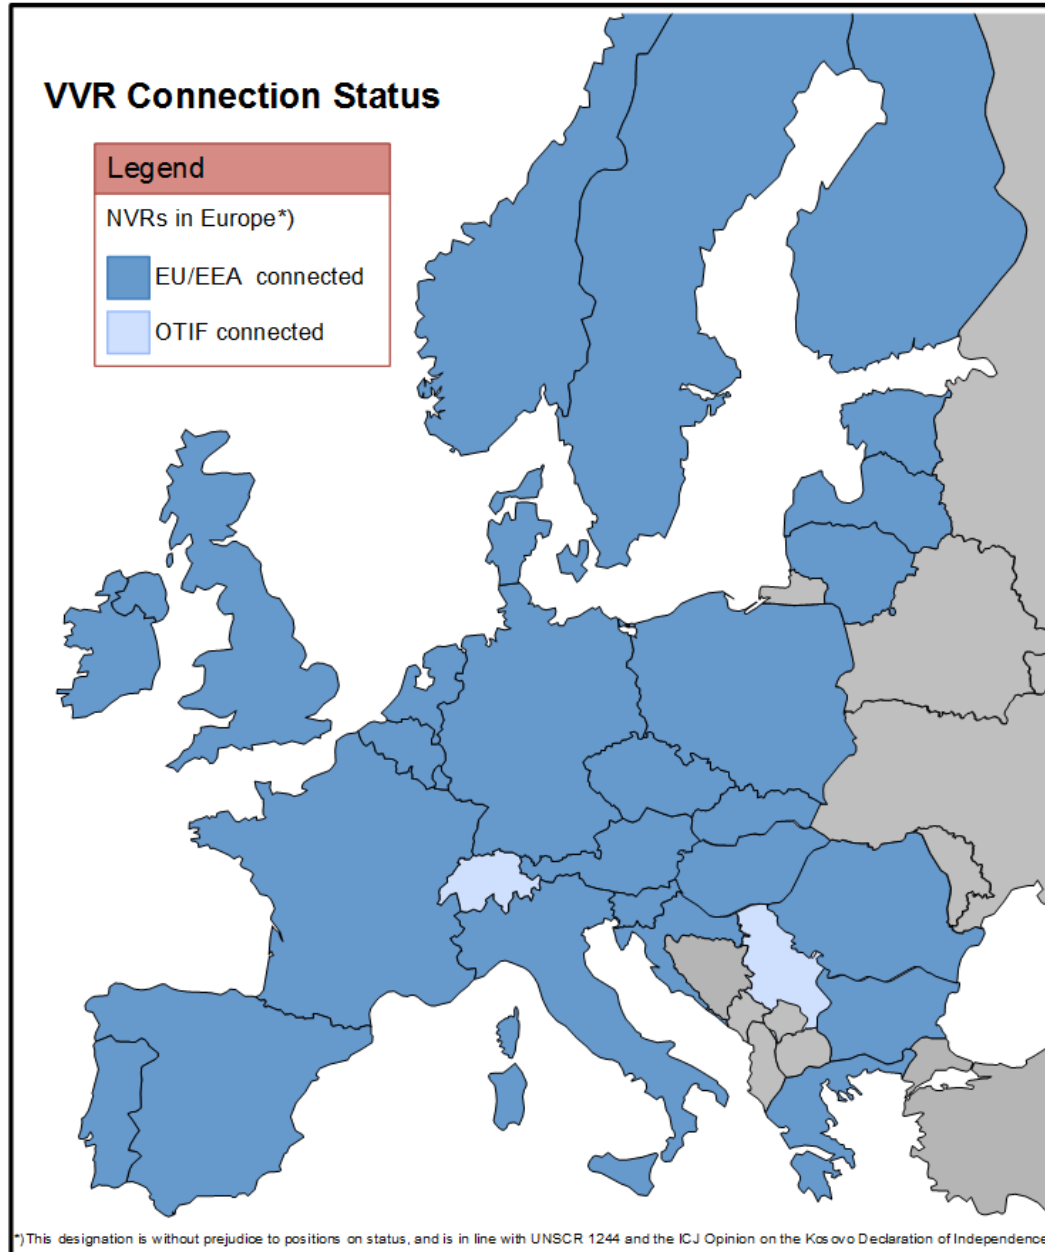 VVR Connection Status
Legend
NVRs in Europe*)
EU/EEA connected
OTIF connected
*) This designation is without prejudice to positions on status, and is in line with UNSCR 1244 and the ICJ Opinion on the Kosovo Declaration of Independence